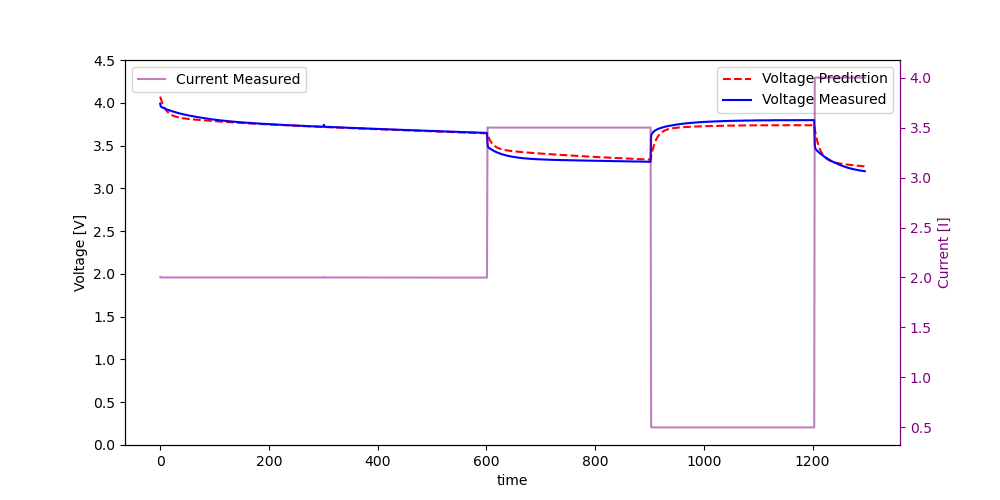 Current Measured
Voltage Prediction
Voltage Measured
4.5
4.0
3.5
3.0
2.5
2.0
1.5
1.0
0.5
0.0
Voltage [V]
4.0
3.5
3.0
2.5
2.0
1.5
1.0
0.5
Current [I]
0 200 400 600 800 1000 1200
time